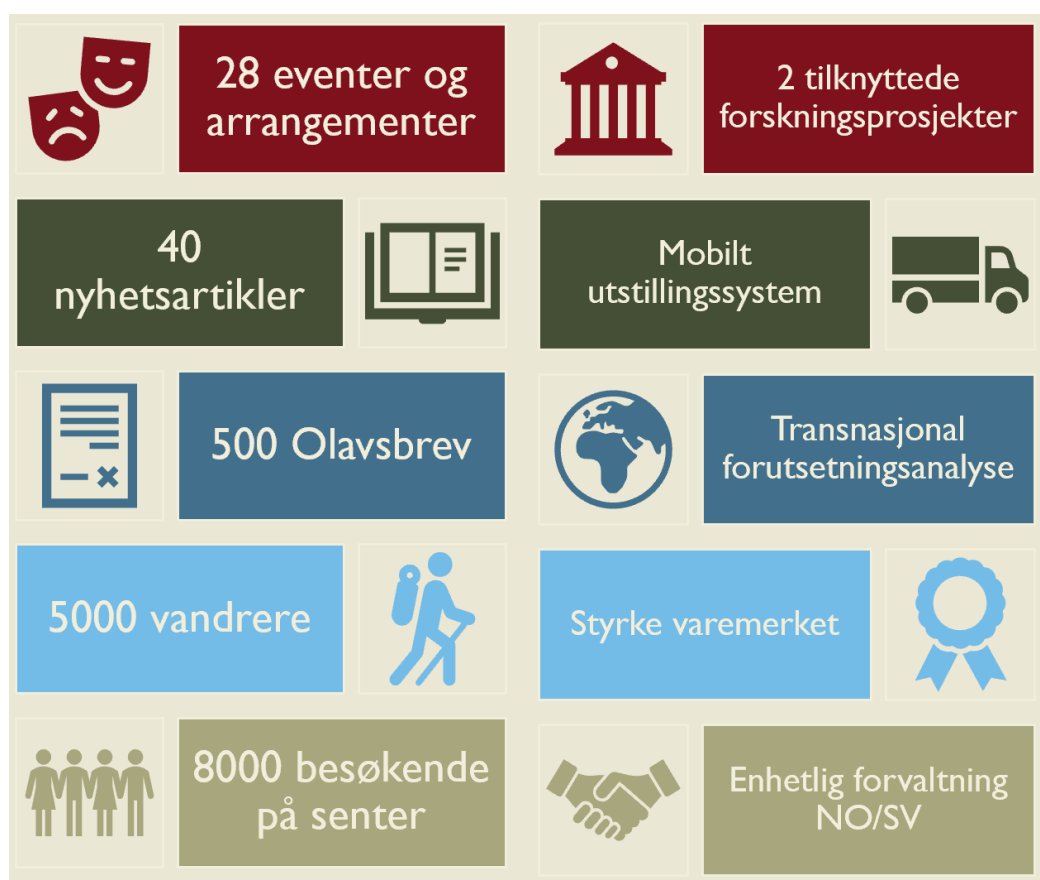 28 eventer og
arrangementer
2 tilknyttede
forskningsprosjekter
40
nyhetsartikler
Mobilt
utstillingssystem
500 Olavsbrev
Transnasjonal
forutsetningsanalyse
5000 vandrere
Styrke varemerket
8000 besøkende
på senter
Enhetlig forvaltning
NO/SV